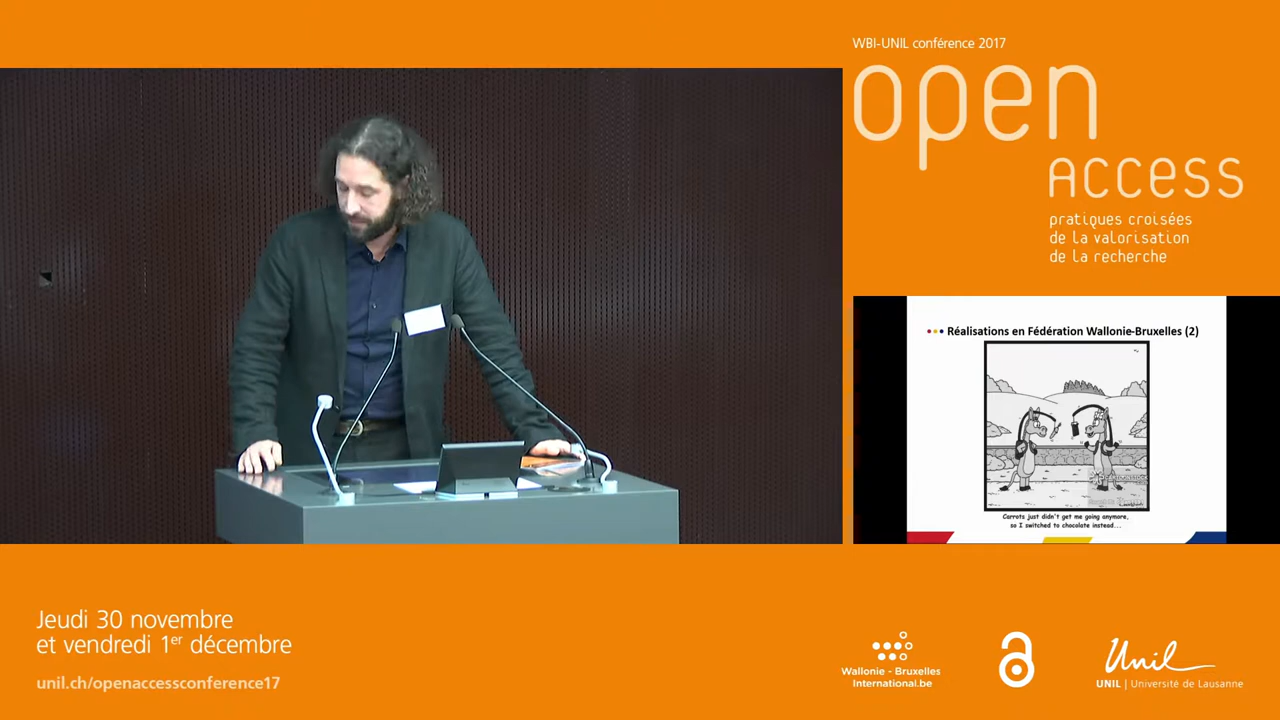 WBI-UNIL conférence 2017
open
access
pratiques croisées
de la valorisation
de la recherche
••• Réalisations en Fédération Wallonie-Bruxelles (2)
Carrots just didn't get me going anymore,
so I switched to chocolate instead...
Jeudi 30 novembre
et vendredi 1er décembre
unil.ch/openaccessconference17
Wallonie - Bruxelles
International.be
Unil
UNIL | Université de Lausanne